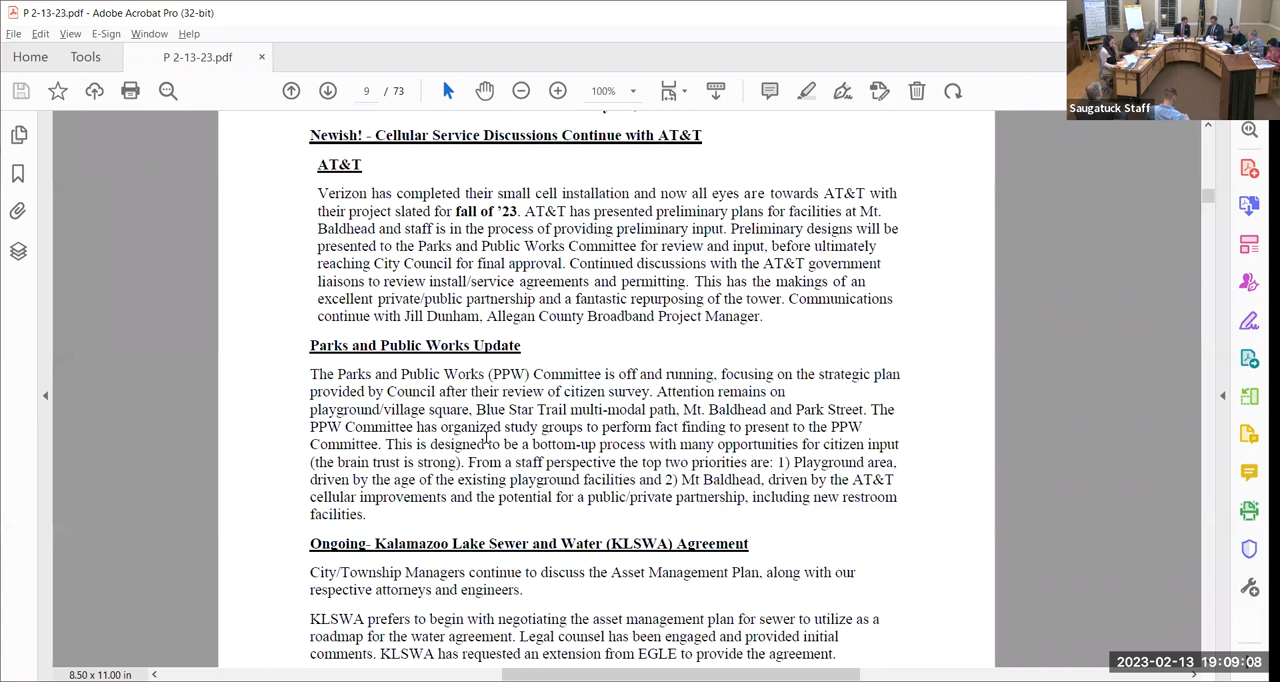 P 2-13-23.pdf - Adobe Acrobat Pro (32-bit)
File Edit View E-Sign Window Help
Home Tools P 2-13-23.pdf ×
9 / 73 100%
Saugatuck Staff
Newish! - Cellular Service Discussions Continue with AT&T
AT&T
Verizon has completed their small cell installation and now all eyes are towards AT&T with
their project slated for fall of ’23. AT&T has presented preliminary plans for facilities at Mt.
Baldhead and staff is in the process of providing preliminary input. Preliminary designs will be
presented to the Parks and Public Works Committee for review and input, before ultimately
reaching City Council for final approval. Continued discussions with the AT&T government
liaisons to review install/service agreements and permitting. This has the makings of an
excellent private/public partnership and a fantastic repurposing of the tower. Communications
continue with Jill Dunham, Allegan County Broadband Project Manager.
Parks and Public Works Update
The Parks and Public Works (PPW) Committee is off and running, focusing on the strategic plan
provided by Council after their review of citizen survey. Attention remains on
playground/village square, Blue Star Trail multi-modal path, Mt. Baldhead and Park Street. The
PPW Committee has organized study groups to perform fact finding to present to the PPW
Committee. This is designed to be a bottom-up process with many opportunities for citizen input
(the brain trust is strong). From a staff perspective the top two priorities are: 1) Playground area,
driven by the age of the existing playground facilities and 2) Mt Baldhead, driven by the AT&T
cellular improvements and the potential for a public/private partnership, including new restroom
facilities.
Ongoing- Kalamazoo Lake Sewer and Water (KLSWA) Agreement
City/Township Managers continue to discuss the Asset Management Plan, along with our
respective attorneys and engineers.
KLSWA prefers to begin with negotiating the asset management plan for sewer to utilize as a
roadmap for the water agreement. Legal counsel has been engaged and provided initial
comments. KLSWA has requested an extension from EGLE to provide the agreement.
8.50 x 11.00 in
2023-02-13 19:09:08